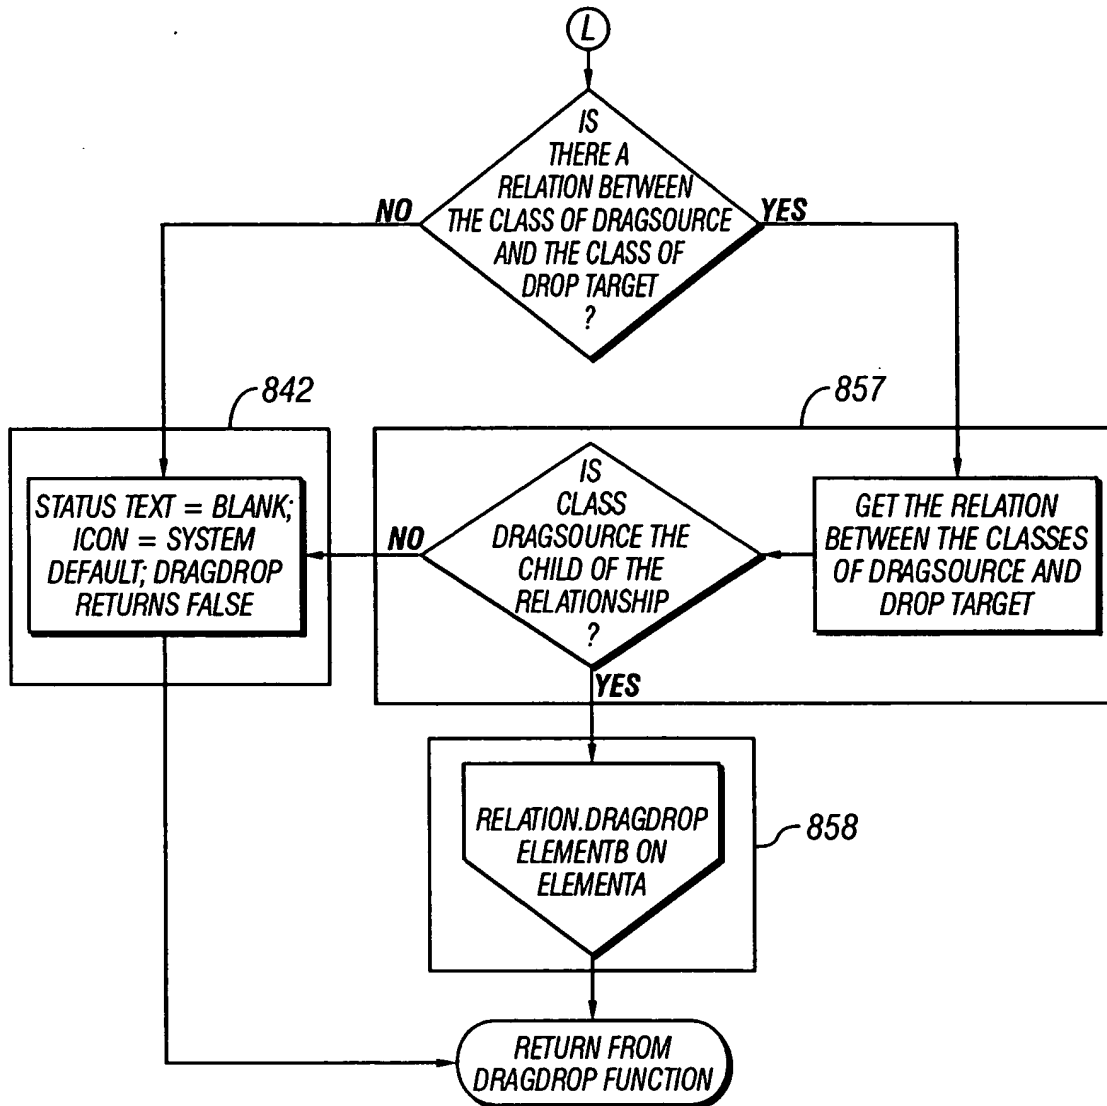 L
IS
THERE A
RELATION BETWEEN
THE CLASS OF DRAGSOURCE
AND THE CLASS OF
DROP TARGET
?
NO
YES
842
857
STATUS TEXT = BLANK;
ICON = SYSTEM
DEFAULT; DRAGDROP
RETURNS FALSE
NO
IS
CLASS
DRAGSOURCE THE
CHILD OF THE
RELATIONSHIP
?
GET THE RELATION
BETWEEN THE CLASSES
OF DRAGSOURCE AND
DROP TARGET
YES
RELATION.DRAGDROP
ELEMENTB ON
ELEMENTA
858
RETURN FROM
DRAGDROP FUNCTION